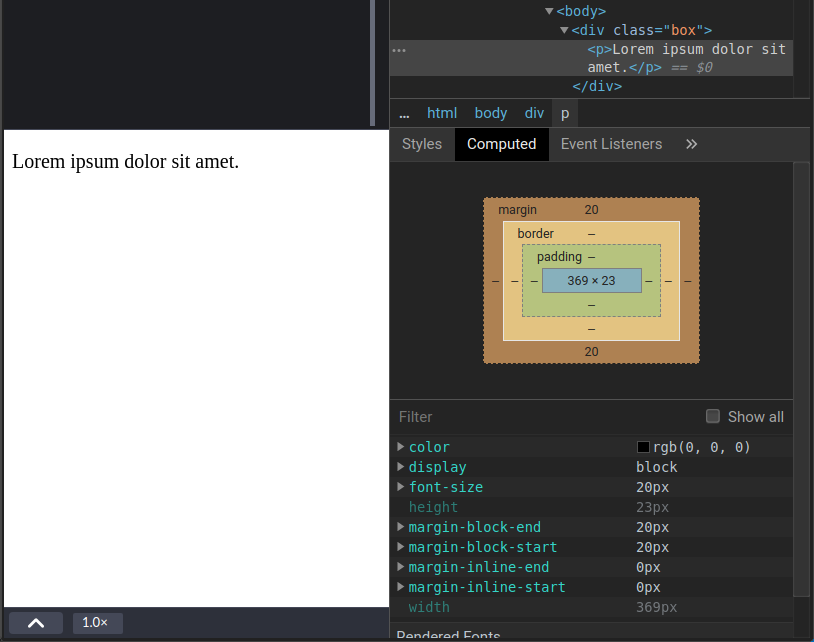 <body>
<div class="box">
… <p>Lorem ipsum dolor sit
amet.</p> == $0
</div>
… html body div p
Styles Computed Event Listeners »
Lorem ipsum dolor sit amet.
margin 20
border –
padding –
– – – 369 × 23 – – –
–
–
20
Filter Show all
color rgb(0, 0, 0)
display block
font-size 20px
height 23px
margin-block-end 20px
margin-block-start 20px
margin-inline-end 0px
margin-inline-start 0px
width 369px
Rendered Fonts
1.0×